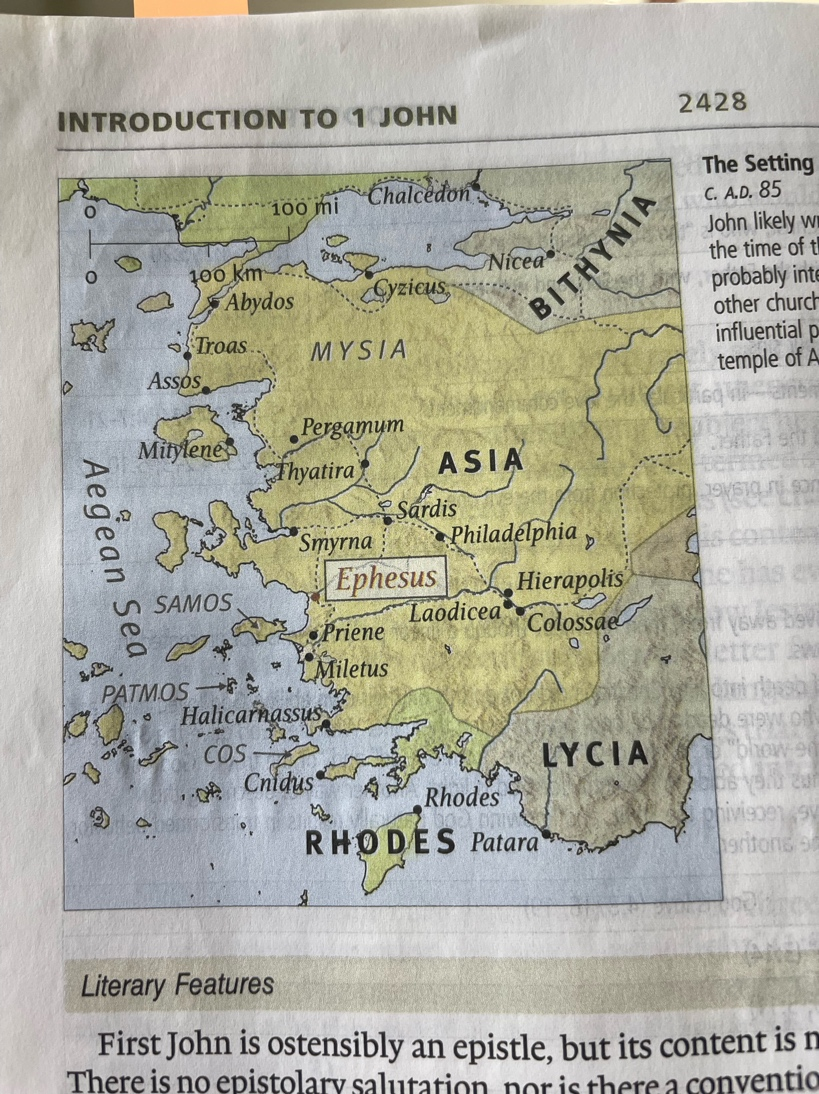 INTRODUCTION TO 1 JOHN
2428
0
100 mi
0
100 km
Chalcedon
Nicea
BITHYNIA
Cyzicus
Abydos
Troas
MYSIA
Assos
Mitylene
Pergamum
Thyatira
ASIA
Aegean Sea
Sardis
Smyrna
Philadelphia
Ephesus
Hierapolis
Laodicea
Colossae
SAMOS
Priene
Miletus
PATMOS
Halicarnassus
COS
LYCIA
Cnidus
Rhodes
RHODES
Patara
The Setting
C. A.D. 85
John likely
the time of
probably
other church
influential
temple of
Literary Features
First John is ostensibly an epistle, but its content is
There is no epistolary salutation, nor is there a